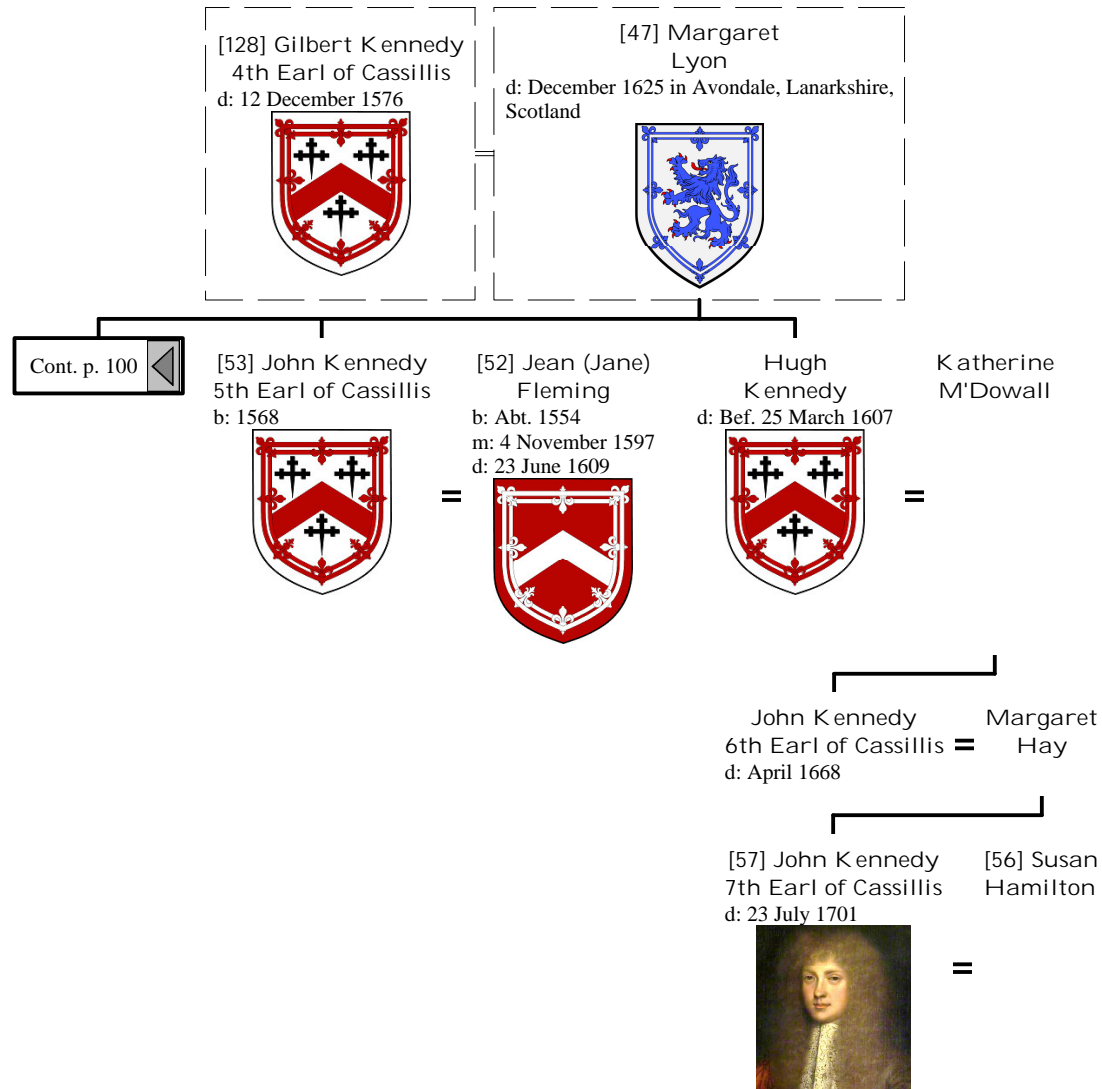 [128] Gilbert Kennedy
4th Earl of Cassillis
d: 12 December 1576
[47] Margaret
Lyon
d: December 1625 in Avondale, Lanarkshire,
Scotland
Cont. p. 100
[53] John Kennedy
5th Earl of Cassillis
b: 1568
=
[52] Jean (Jane)
Fleming
b: Abt. 1554
m: 4 November 1597
d: 23 June 1609
Hugh
Kennedy
d: Bef. 25 March 1607
=
Katherine
M'Dowall
John Kennedy
6th Earl of Cassillis
d: April 1668
=
Margaret
Hay
[57] John Kennedy
7th Earl of Cassillis
d: 23 July 1701
=
[56] Susan
Hamilton